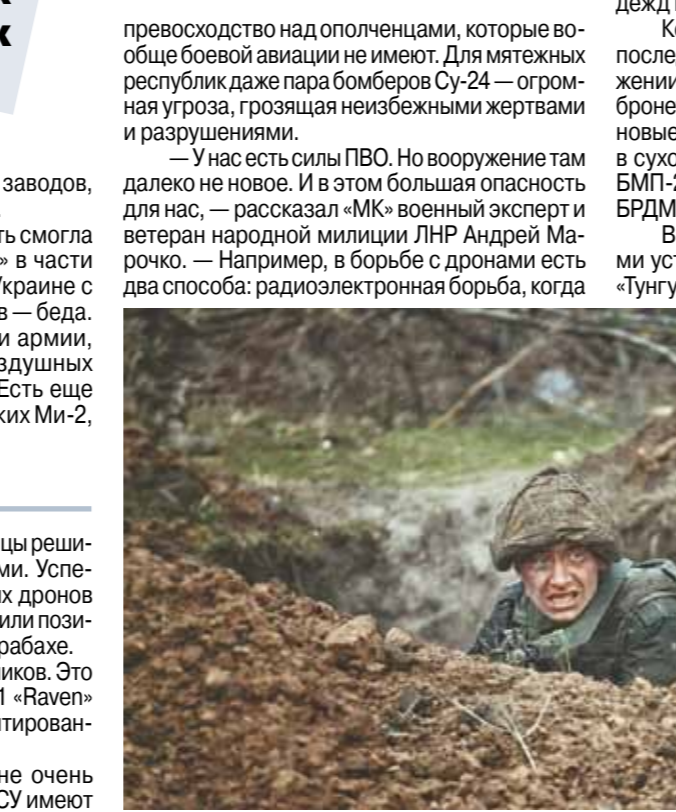 к
х
заводов,
ть смогла
» в части
Украине с
в — беда.
и армии,
здушных
Есть еще
ких Ми-2,
цы реши-
ми. Успе-
х дронов
или пози-
рабахе.
иков. Это
1 «Raven»
тирован-
не очень
СУ имеют
превосходство над ополченцами, которые во-
обще боевой авиации не имеют. Для мятежных
республик даже пара бомберов Су-24 — огром-
ная угроза, грозящая неизбежными жертвами
и разрушениями.
— У нас есть силы ПВО. Но вооружение там
далеко не новое. И в этом большая опасность
для нас, — рассказал «МК» военный эксперт и
ветеран народной милиции ЛНР Андрей Ма-
рочко. — Например, в борьбе с дронами есть
два способа: радиоэлектронная борьба, когда
дежд
Ко
послед
жении
броне
новые
в сухо
БМП-2
БРДМ
В
ми уст
«Тунгу